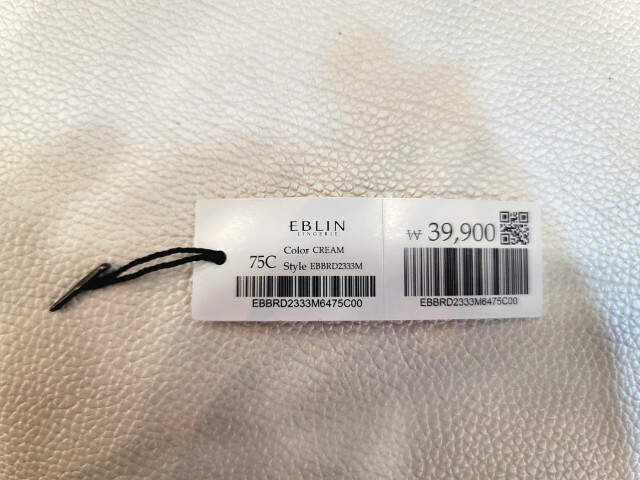 EBLIN
LINGERIE
75C
Color CREAM
Style EBBRD2333M
EBBRD2333M6475C00
₩ 39,900
EBBRD2333M6475C00